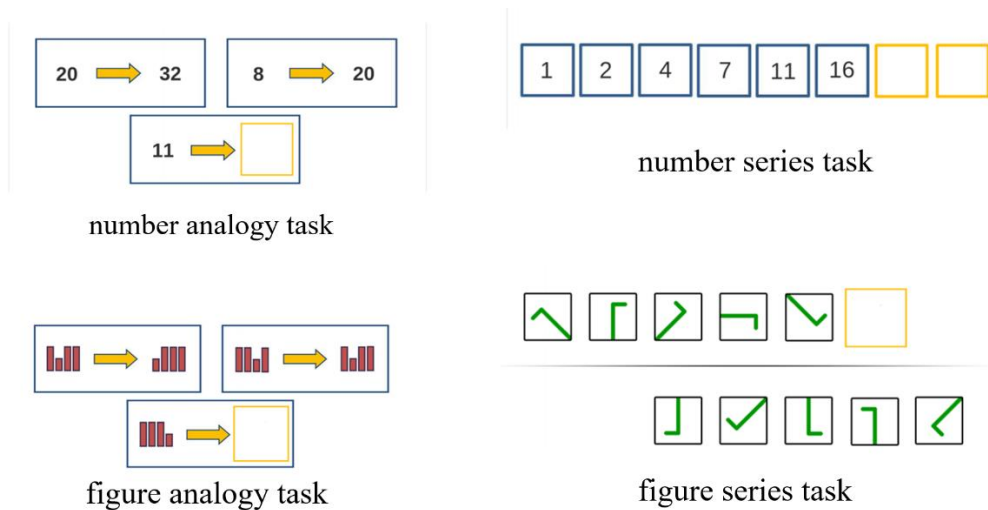 20 32
8 20
11
number analogy task
1 2 4 7 11 16
number series task
figure analogy task
figure series task